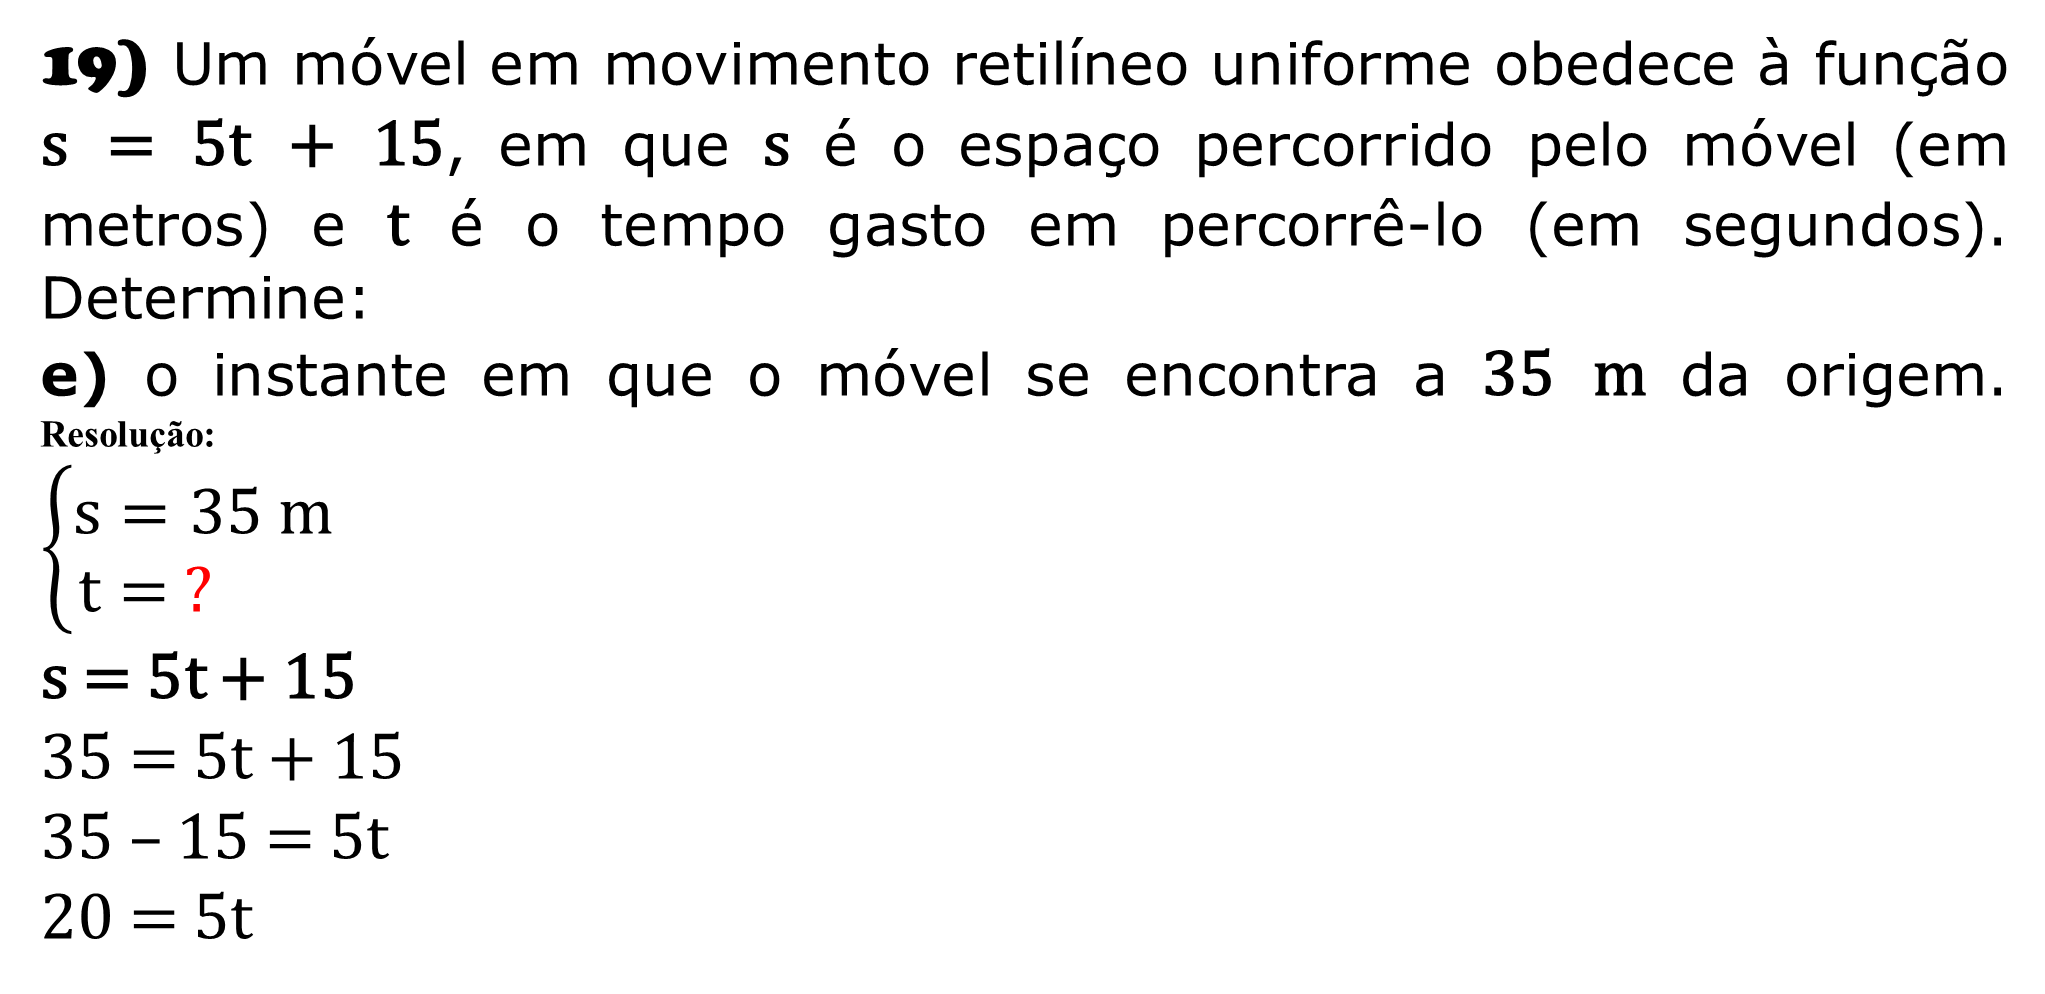 19) Um móvel em movimento retilíneo uniforme obedece à função
s = 5t + 15, em que s é o espaço percorrido pelo móvel (em
metros) e t é o tempo gasto em percorrê-lo (em segundos).
Determine:
e) o instante em que o móvel se encontra a 35 m da origem.
Resolução:
s = 35 m
t = ?
s = 5t + 15
35 = 5t + 15
35 – 15 = 5t
20 = 5t